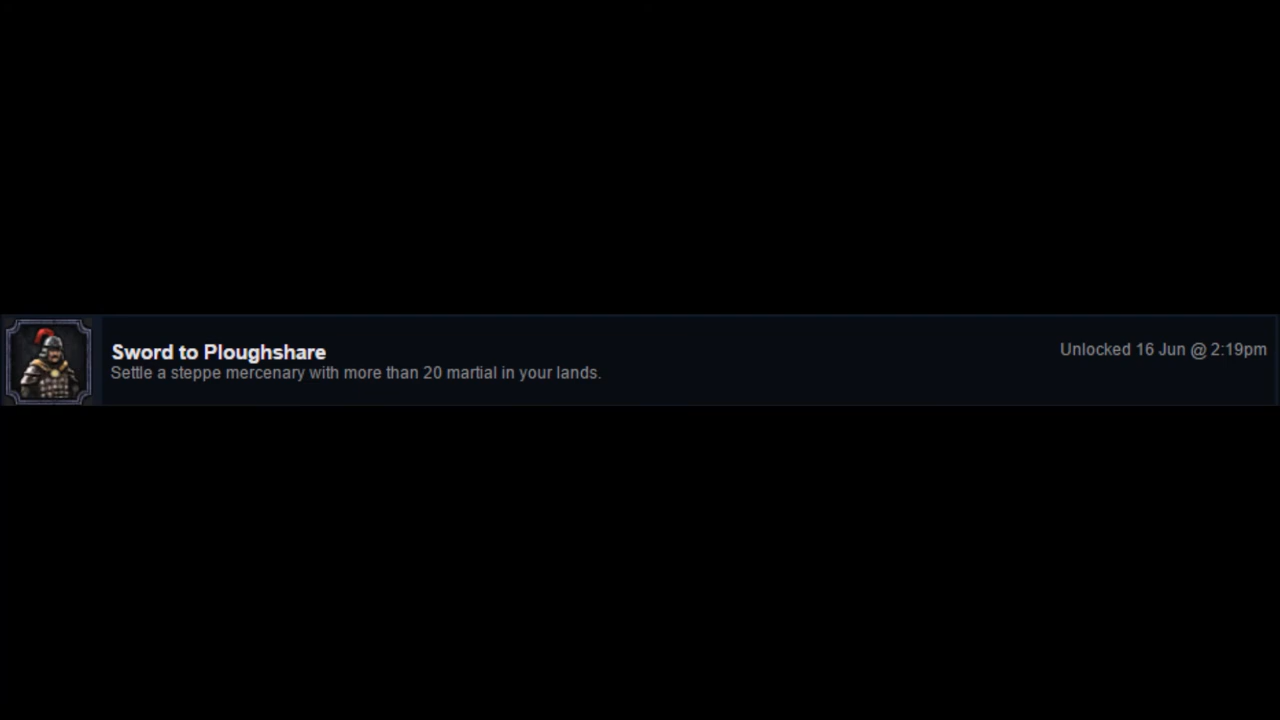 Sword to Ploughshare
Unlocked 16 Jun @ 2:19pm
Settle a steppe mercenary with more than 20 martial in your lands.